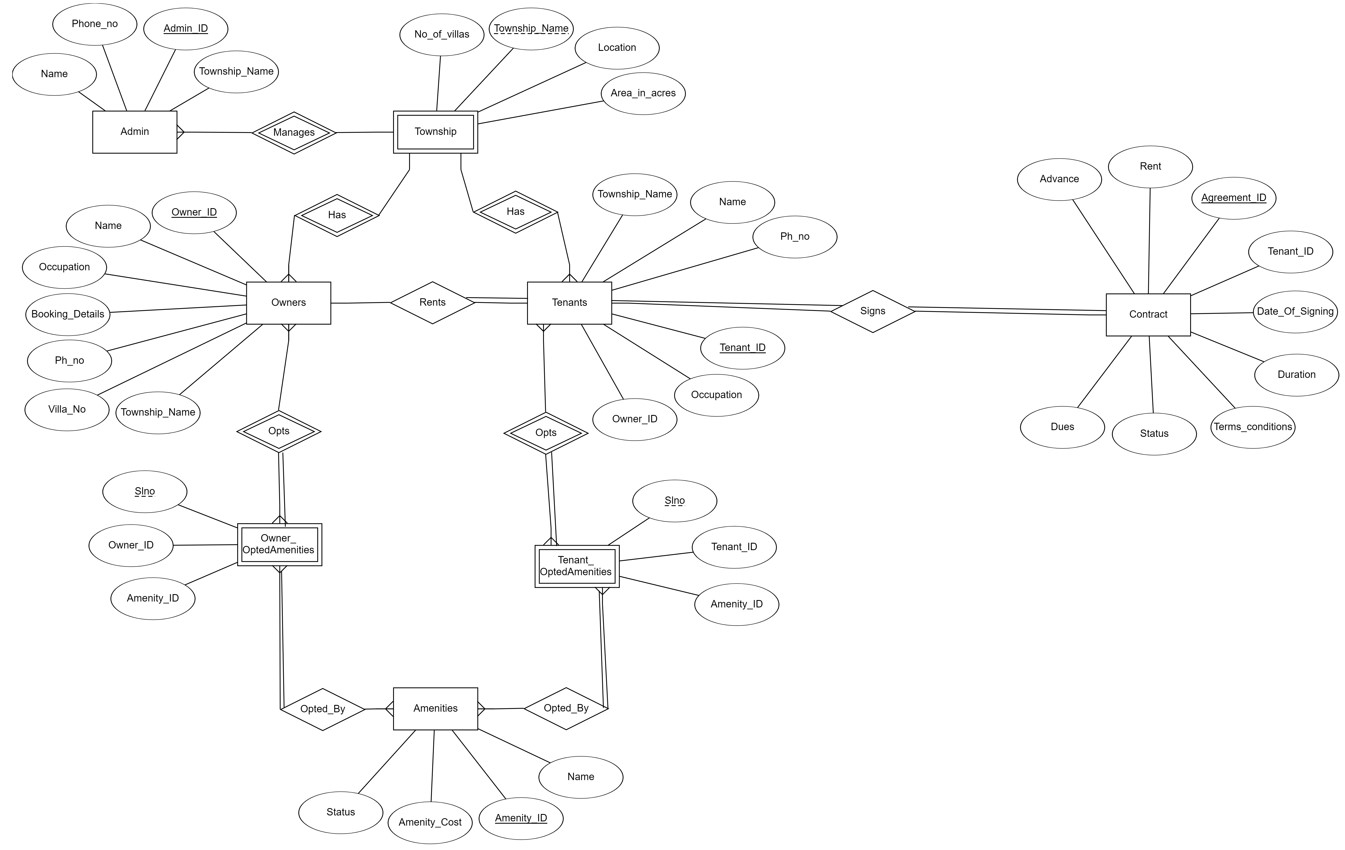 Phone_no
Admin_ID
Name
Township_Name
Admin
Manages
No_of_villas
Township_Name
Location
Area_in_acres
Township
Has
Has
Owner_ID
Name
Occupation
Booking_Details
Ph_no
Villa_No
Township_Name
Owners
Rents
Township_Name
Name
Ph_no
Tenants
Tenant_ID
Occupation
Owner_ID
Signs
Advance
Rent
Agreement_ID
Tenant_ID
Date_Of_Signing
Duration
Contract
Dues
Status
Terms_conditions
Opts
Opts
Slno
Owner_ID
Amenity_ID
Owner_
OptedAmenities
Tenant_
OptedAmenities
Slno
Tenant_ID
Amenity_ID
Opted_By
Amenities
Opted_By
Status
Amenity_Cost
Amenity_ID
Name